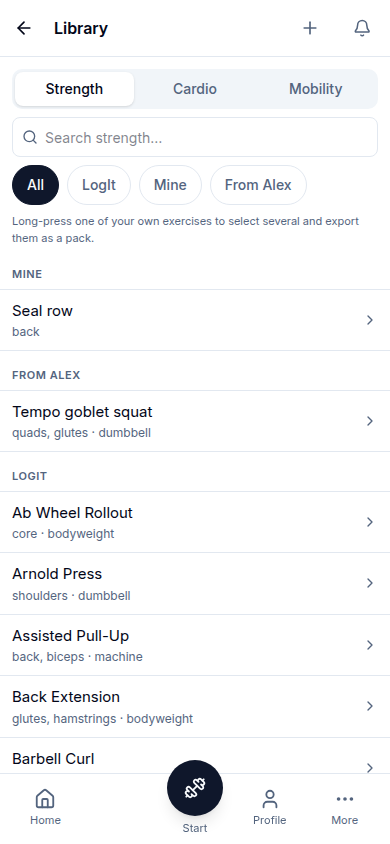 Library
Strength
Cardio
Mobility
Search strength...
All
LogIt
Mine
From Alex
Long-press one of your own exercises to select several and export
them as a pack.
MINE
Seal row
back
FROM ALEX
Tempo goblet squat
quads, glutes · dumbbell
LOGIT
Ab Wheel Rollout
core · bodyweight
Arnold Press
shoulders · dumbbell
Assisted Pull-Up
back, biceps · machine
Back Extension
glutes, hamstrings · bodyweight
Barbell Curl
Home
Start
Profile
More